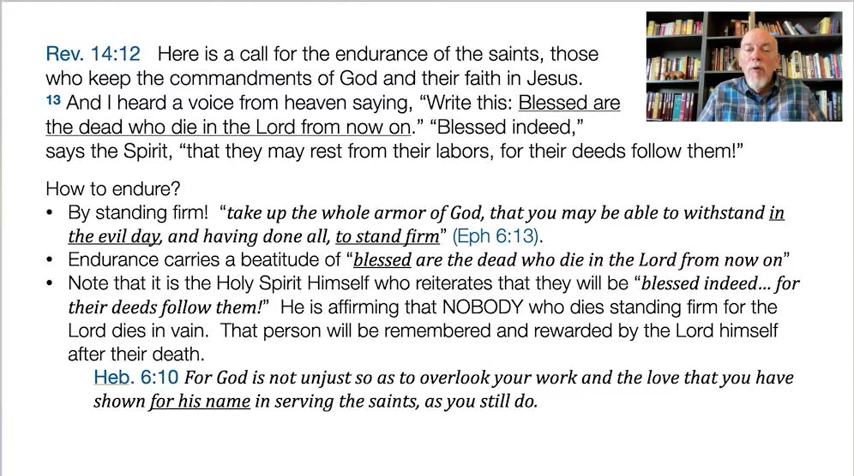 Rev. 14:12 Here is a call for the endurance of the saints, those
who keep the commandments of God and their faith in Jesus.
13 And I heard a voice from heaven saying, “Write this: Blessed are
the dead who die in the Lord from now on.” “Blessed indeed,”
says the Spirit, “that they may rest from their labors, for their deeds follow them!”
How to endure?
• By standing firm! “take up the whole armor of God, that you may be able to withstand in
the evil day, and having done all, to stand firm” (Eph 6:13).
• Endurance carries a beatitude of “blessed are the dead who die in the Lord from now on”
• Note that it is the Holy Spirit Himself who reiterates that they will be “blessed indeed… for
their deeds follow them!” He is affirming that NOBODY who dies standing firm for the
Lord dies in vain. That person will be remembered and rewarded by the Lord himself
after their death.
Heb. 6:10 For God is not unjust so as to overlook your work and the love that you have
shown for his name in serving the saints, as you still do.